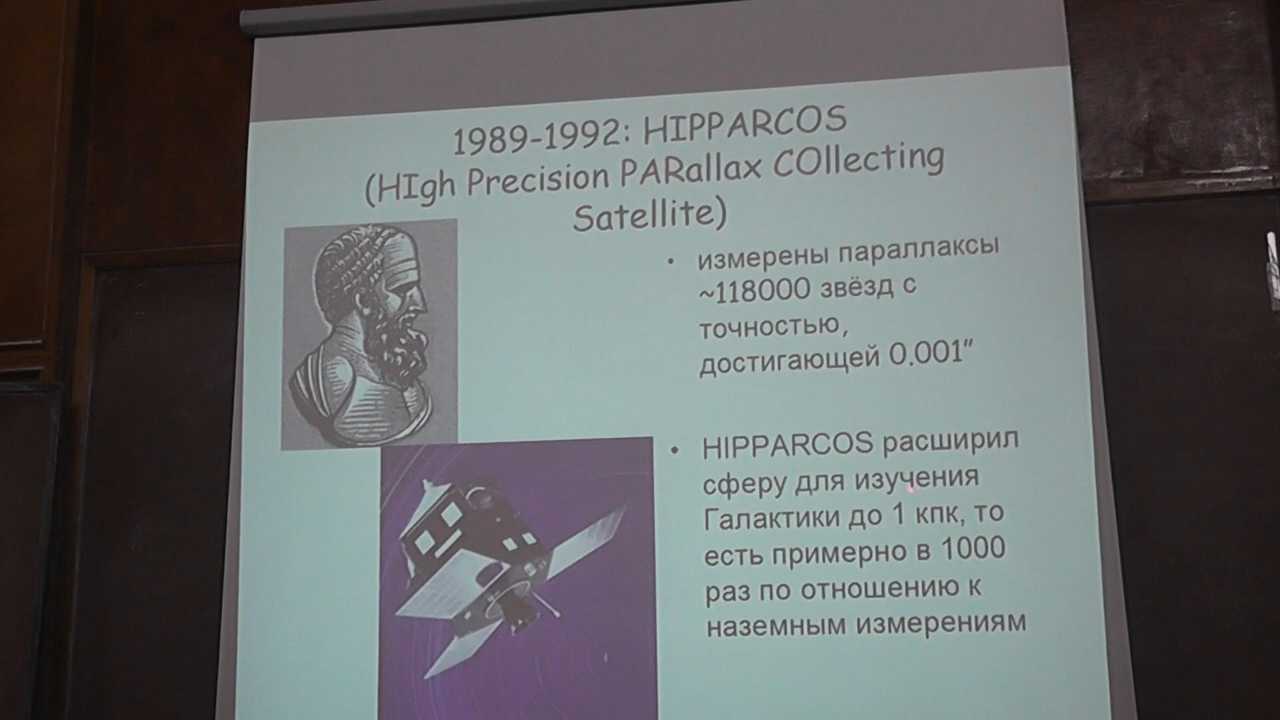 1989-1992: HIPPARCOS
(HIgh Precision PARallax COllecting
Satellite)
• измерены параллаксы
~118000 звёзд с
точностью,
достигающей 0.001"
• HIPPARCOS расширил
сферу для изучения
Галактики до 1 кпк, то
есть примерно в 1000
раз по отношению к
наземным измерениям